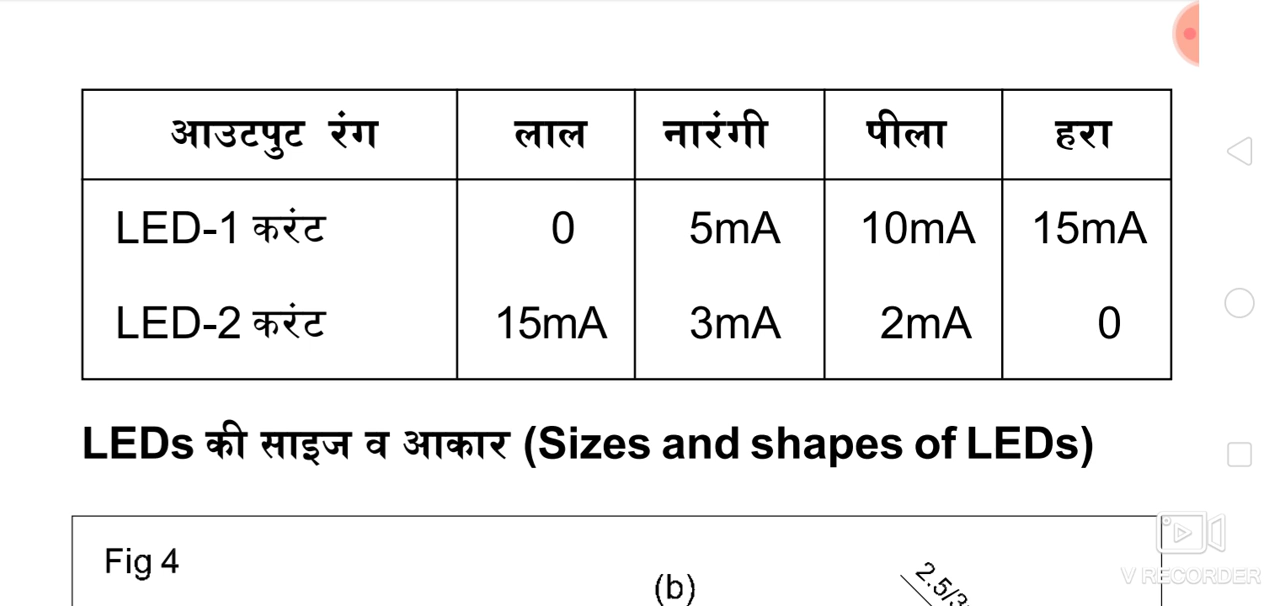 आउटपुट रंग लाल नारंगी पीला हरा
LED-1 करंट 0 5mA 10mA 15mA
LED-2 करंट 15mA 3mA 2mA 0
LEDs की साइज व आकार (Sizes and shapes of LEDs)
Fig 4
(b)
V RECORDER